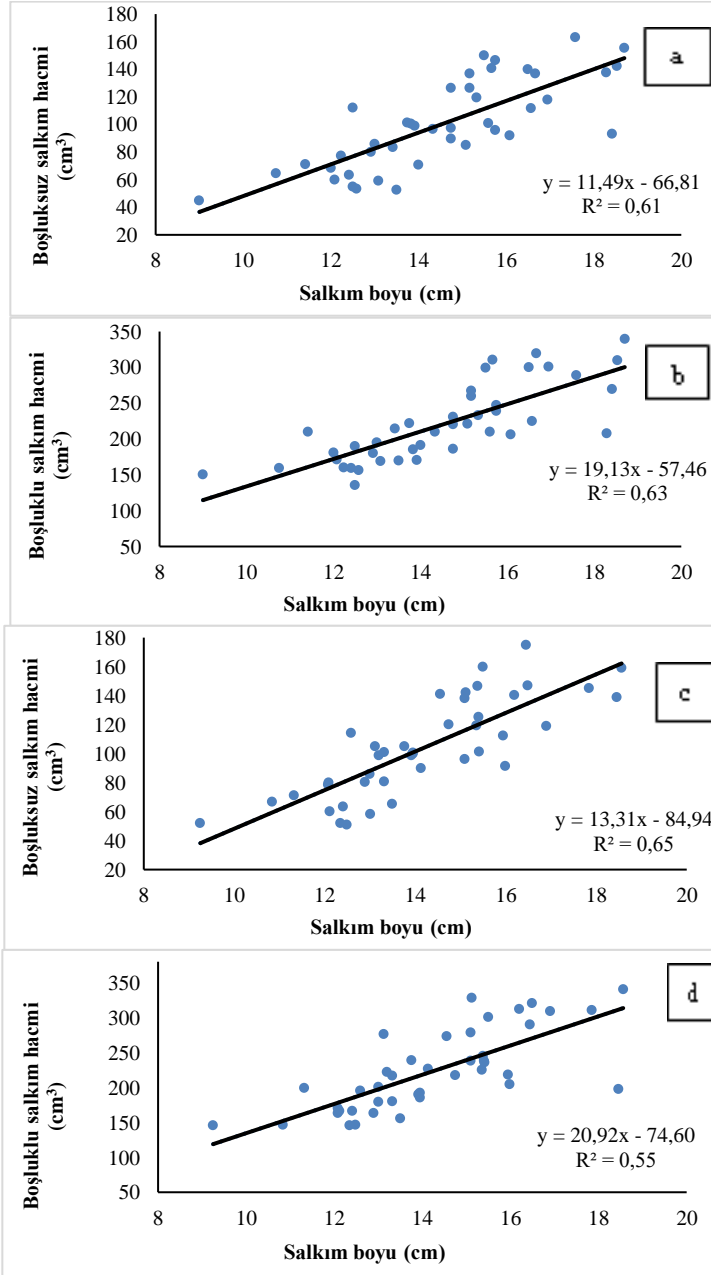 180
160
140
120
100
80
60
40
20
Boşluksuz salkım hacmi
(cm³)
a
y = 11,49x - 66,81
R² = 0,61
8 10 12 14 16 18 20
Salkım boyu (cm)
350
300
250
200
150
100
50
Boşluklu salkım hacmi
(cm³)
b
y = 19,13x - 57,46
R² = 0,63
8 10 12 14 16 18 20
Salkım boyu (cm)
180
160
140
120
100
80
60
40
20
Boşluksuz salkım hacmi
(cm³)
c
y = 13,31x - 84,94
R² = 0,65
8 10 12 14 16 18 20
Salkım boyu (cm)
350
300
250
200
150
100
50
Boşluklu salkım hacmi
(cm³)
d
y = 20,92x - 74,60
R² = 0,55
8 10 12 14 16 18 20
Salkım boyu (cm)